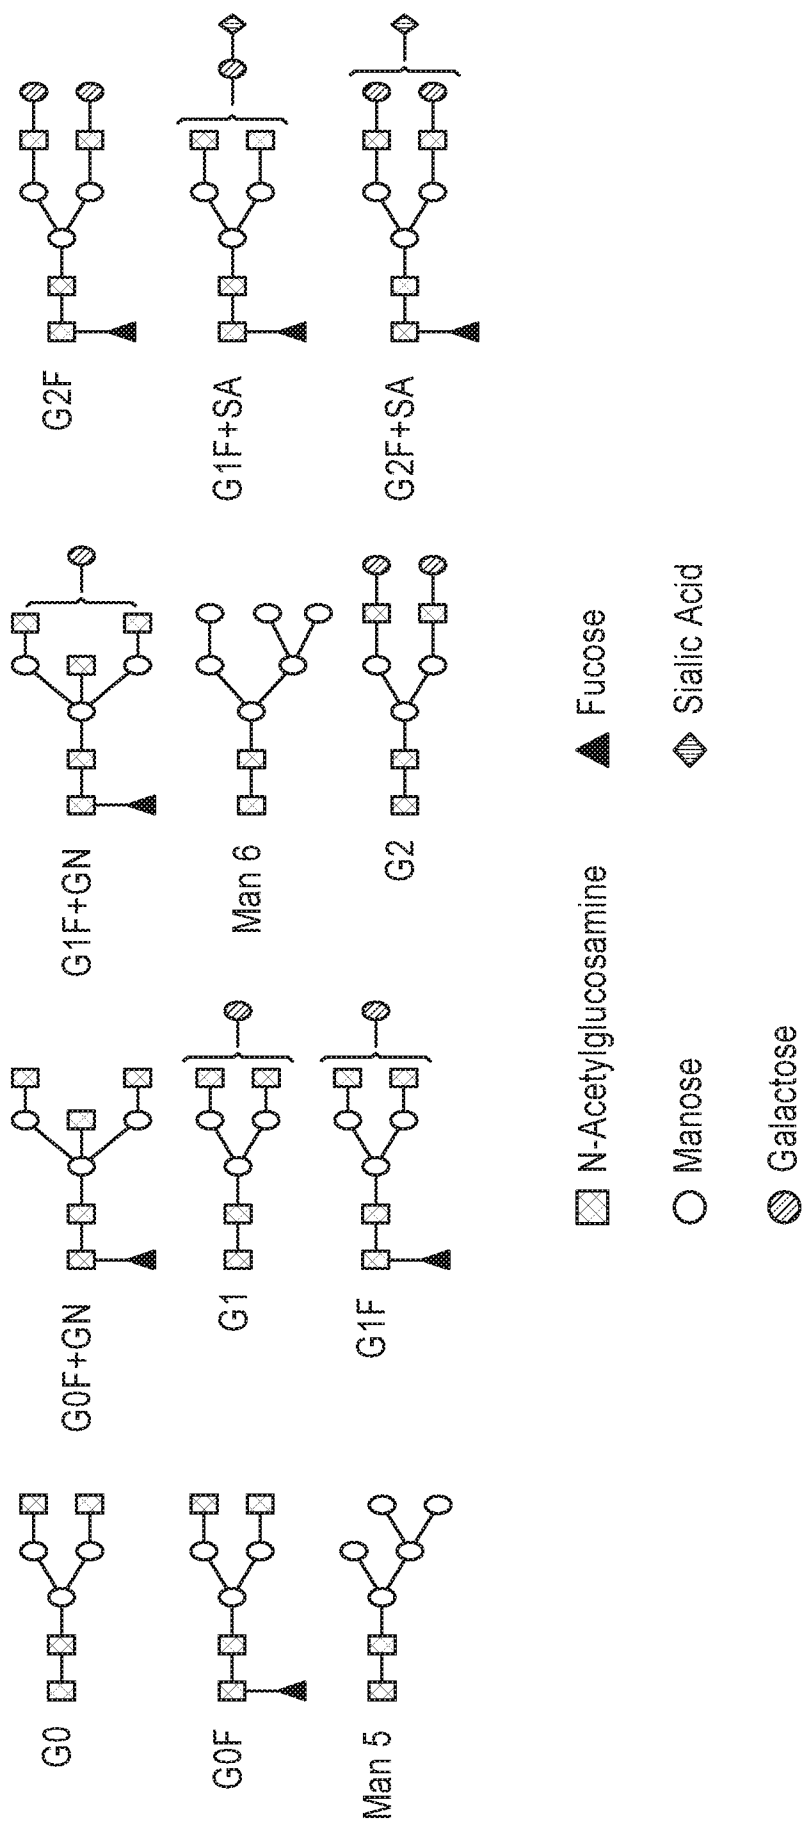 G0
G0F
Man 5
G0F+GN
G1
G1F
G1F+GN
Man 6
G2
G2F
G1F+SA
G2F+SA
N-Acetylglucosamine
Manose
Galactose
Fucose
Sialic Acid